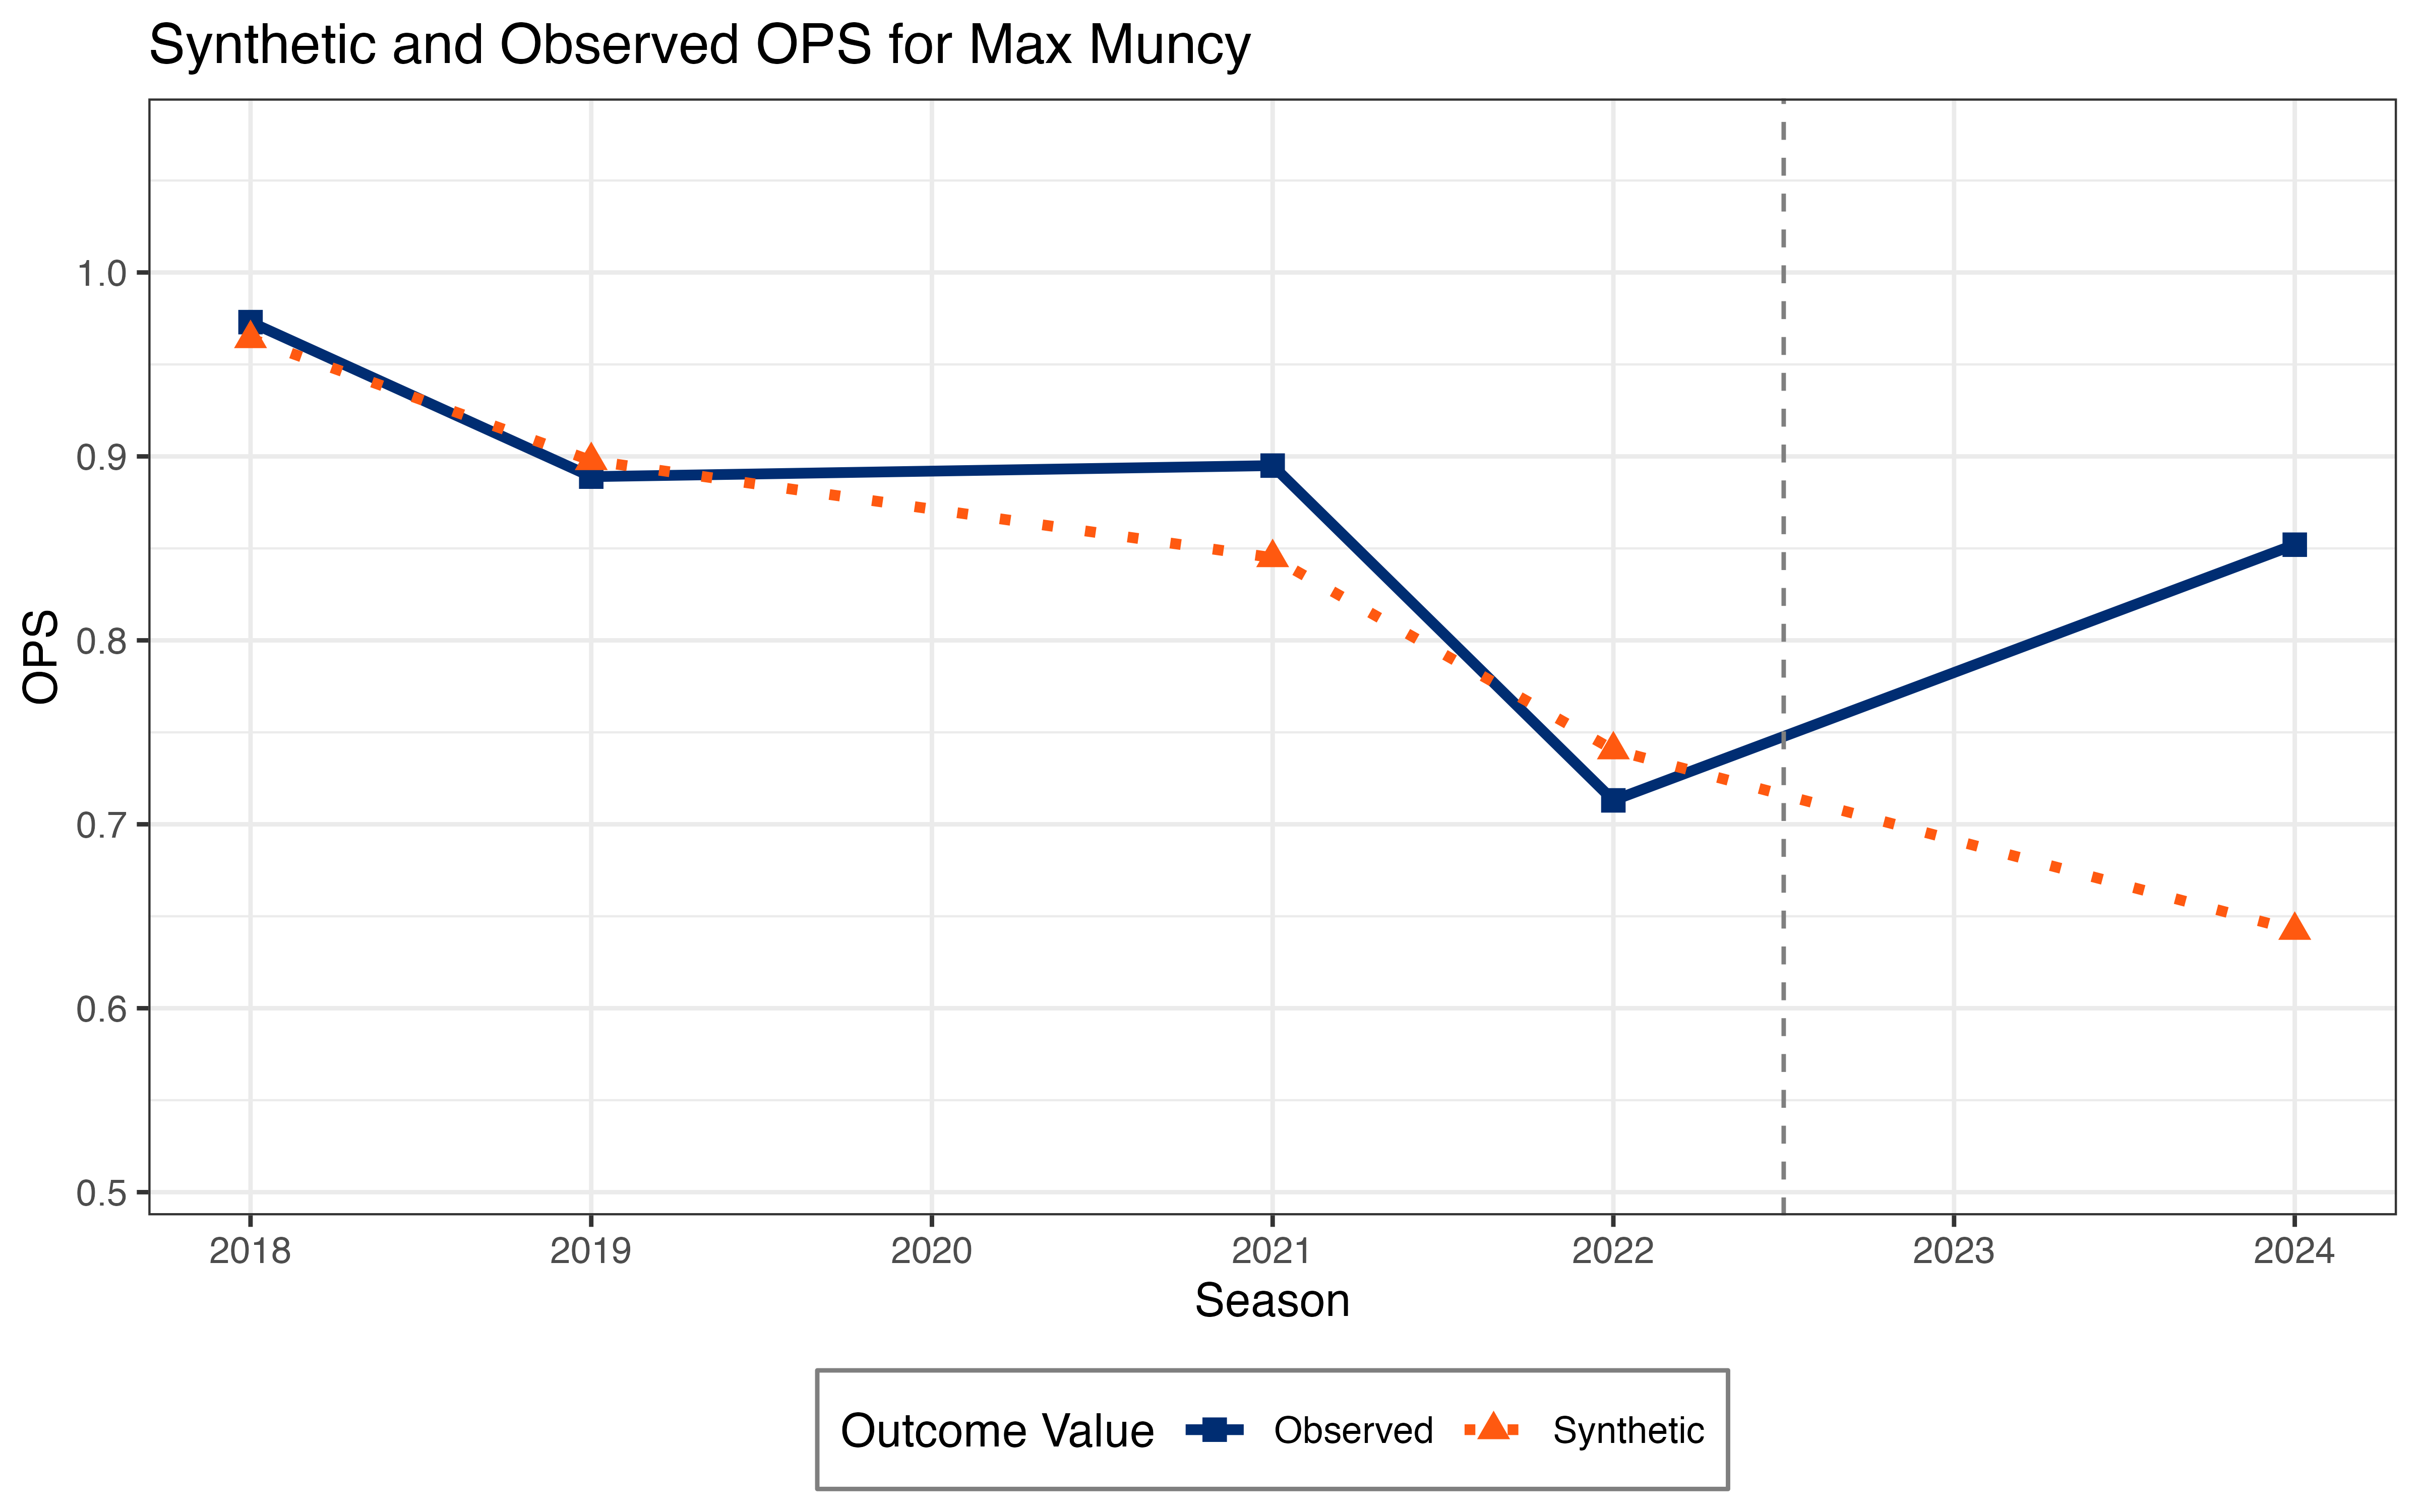 Synthetic and Observed OPS for Max Muncy
OPS
1.0
0.9
0.8
0.7
0.6
0.5
2018 2019 2020 2021 2022 2023 2024
Season
Outcome Value Observed Synthetic